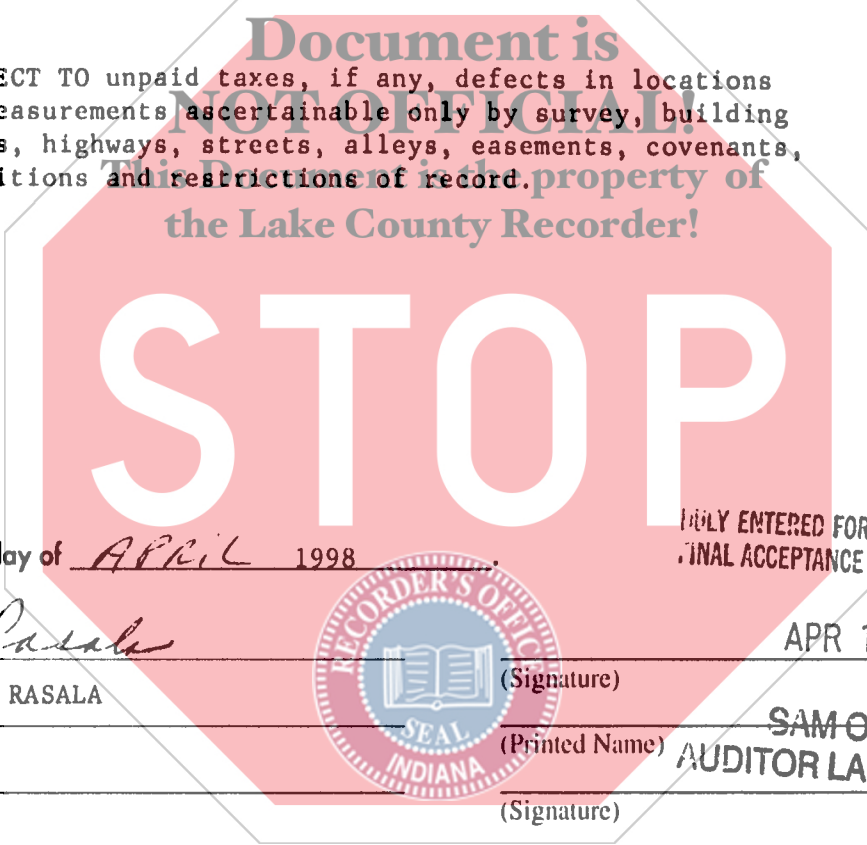 Document is
ECT TO unpaid taxes, if any, defects in locations
easurements ascertainable only by survey, building
NOT OFFICIAL!
s, highways, streets, alleys, easements, covenants,
itions and restrictions of record.
This Document is the property of
the Lake County Recorder!
STOP
DULY ENTERED FOR
FINAL ACCEPTANCE
day of APRIL 1998.
RECORDER'S OFFICE
SEAL
INDIANA
Rasala
APR 1
(Signature)
RASALA
SAM O
(Printed Name)
AUDITOR LA
(Signature)